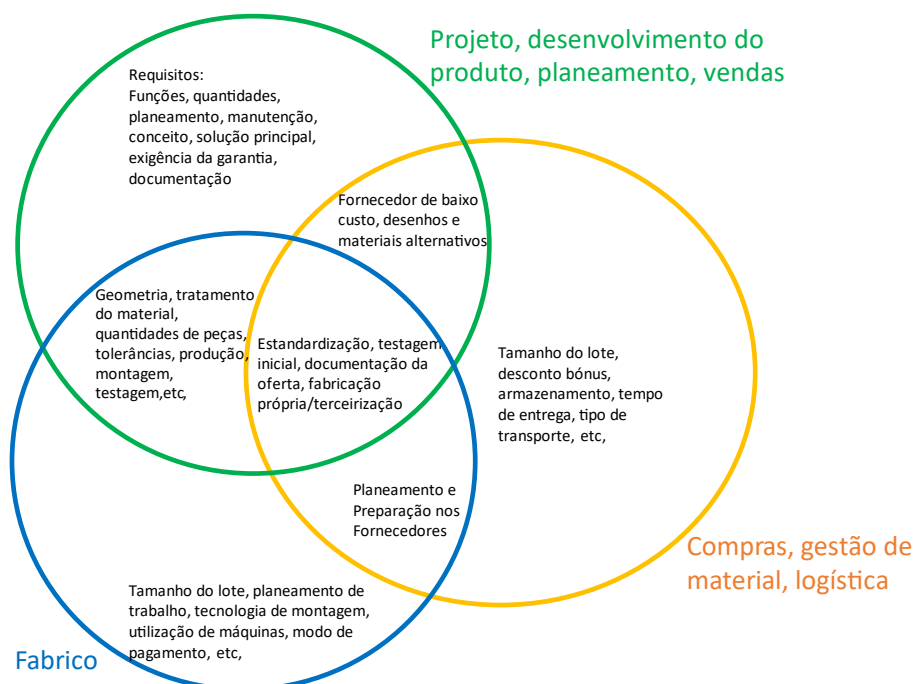 Projeto, desenvolvimento do
produto, planeamento, vendas
Requisitos:
Funções, quantidades,
planeamento, manutenção,
conceito, solução principal,
exigência da garantia,
documentação
Fornecedor de baixo
custo, desenhos e
materiais alternativos
Geometria, tratamento
do material,
quantidades de peças,
tolerâncias, produção,
montagem,
testagem,etc,
Estandardização, testagem
inicial, documentação da
oferta, fabricação
própria/terceirização
Tamanho do lote,
desconto bónus,
armazenamento, tempo
de entrega, tipo de
transporte, etc,
Planeamento e
Preparação nos
Fornecedores
Compras, gestão de
material, logística
Tamanho do lote, planeamento de
trabalho, tecnologia de montagem,
utilização de máquinas, modo de
pagamento, etc,
Fabrico